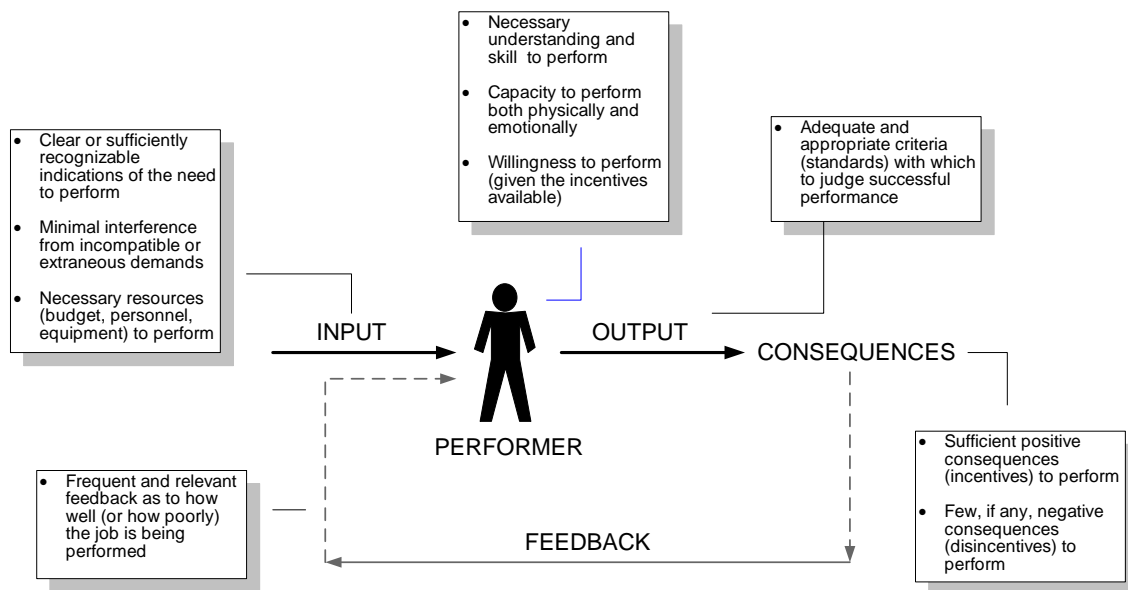 • Necessary
understanding and
skill to perform
• Capacity to perform
both physically and
emotionally
• Willingness to perform
(given the incentives
available)
• Clear or sufficiently
recognizable
indications of the need
to perform
• Minimal interference
from incompatible or
extraneous demands
• Necessary resources
(budget, personnel,
equipment) to perform
• Adequate and
appropriate criteria
(standards) with which
to judge successful
performance
INPUT
OUTPUT
CONSEQUENCES
PERFORMER
• Sufficient positive
consequences
(incentives) to perform
• Few, if any, negative
consequences
(disincentives) to
perform
• Frequent and relevant
feedback as to how
well (or how poorly)
the job is being
performed
FEEDBACK